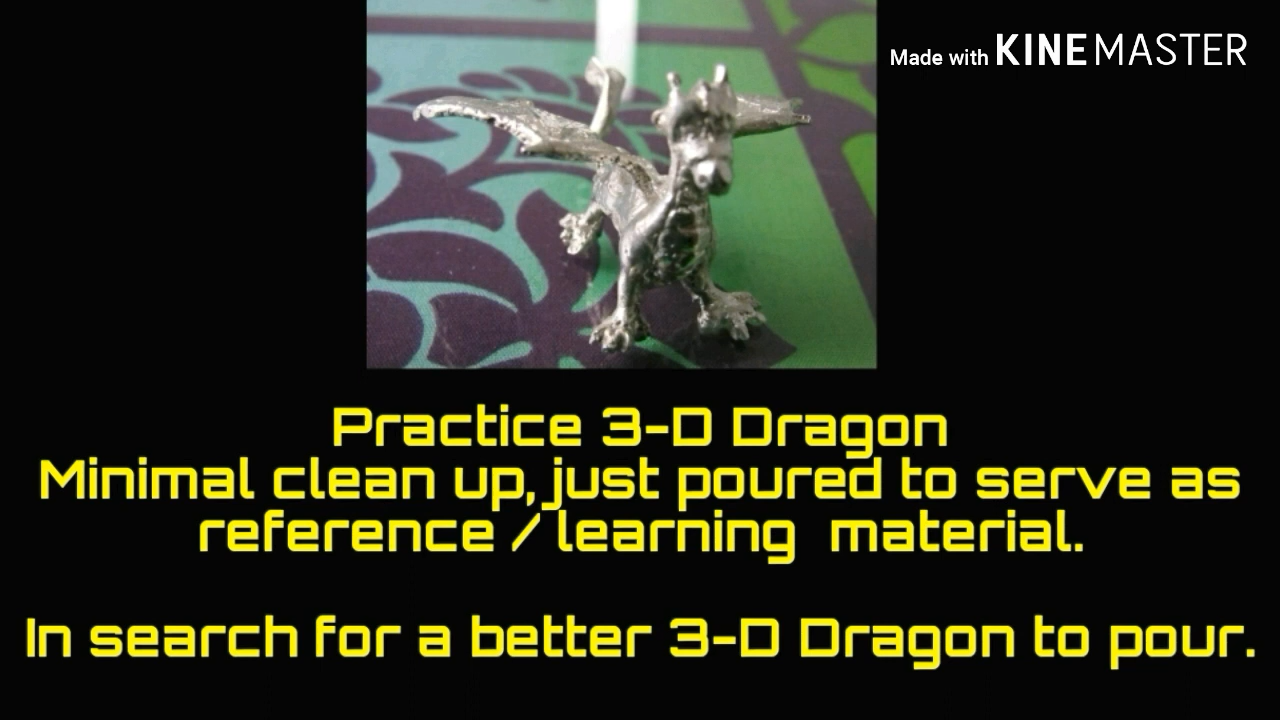 Made with KINEMASTER
Practice 3-D Dragon
Minimal clean up, just poured to serve as
reference / learning material.
In search for a better 3-D Dragon to pour.